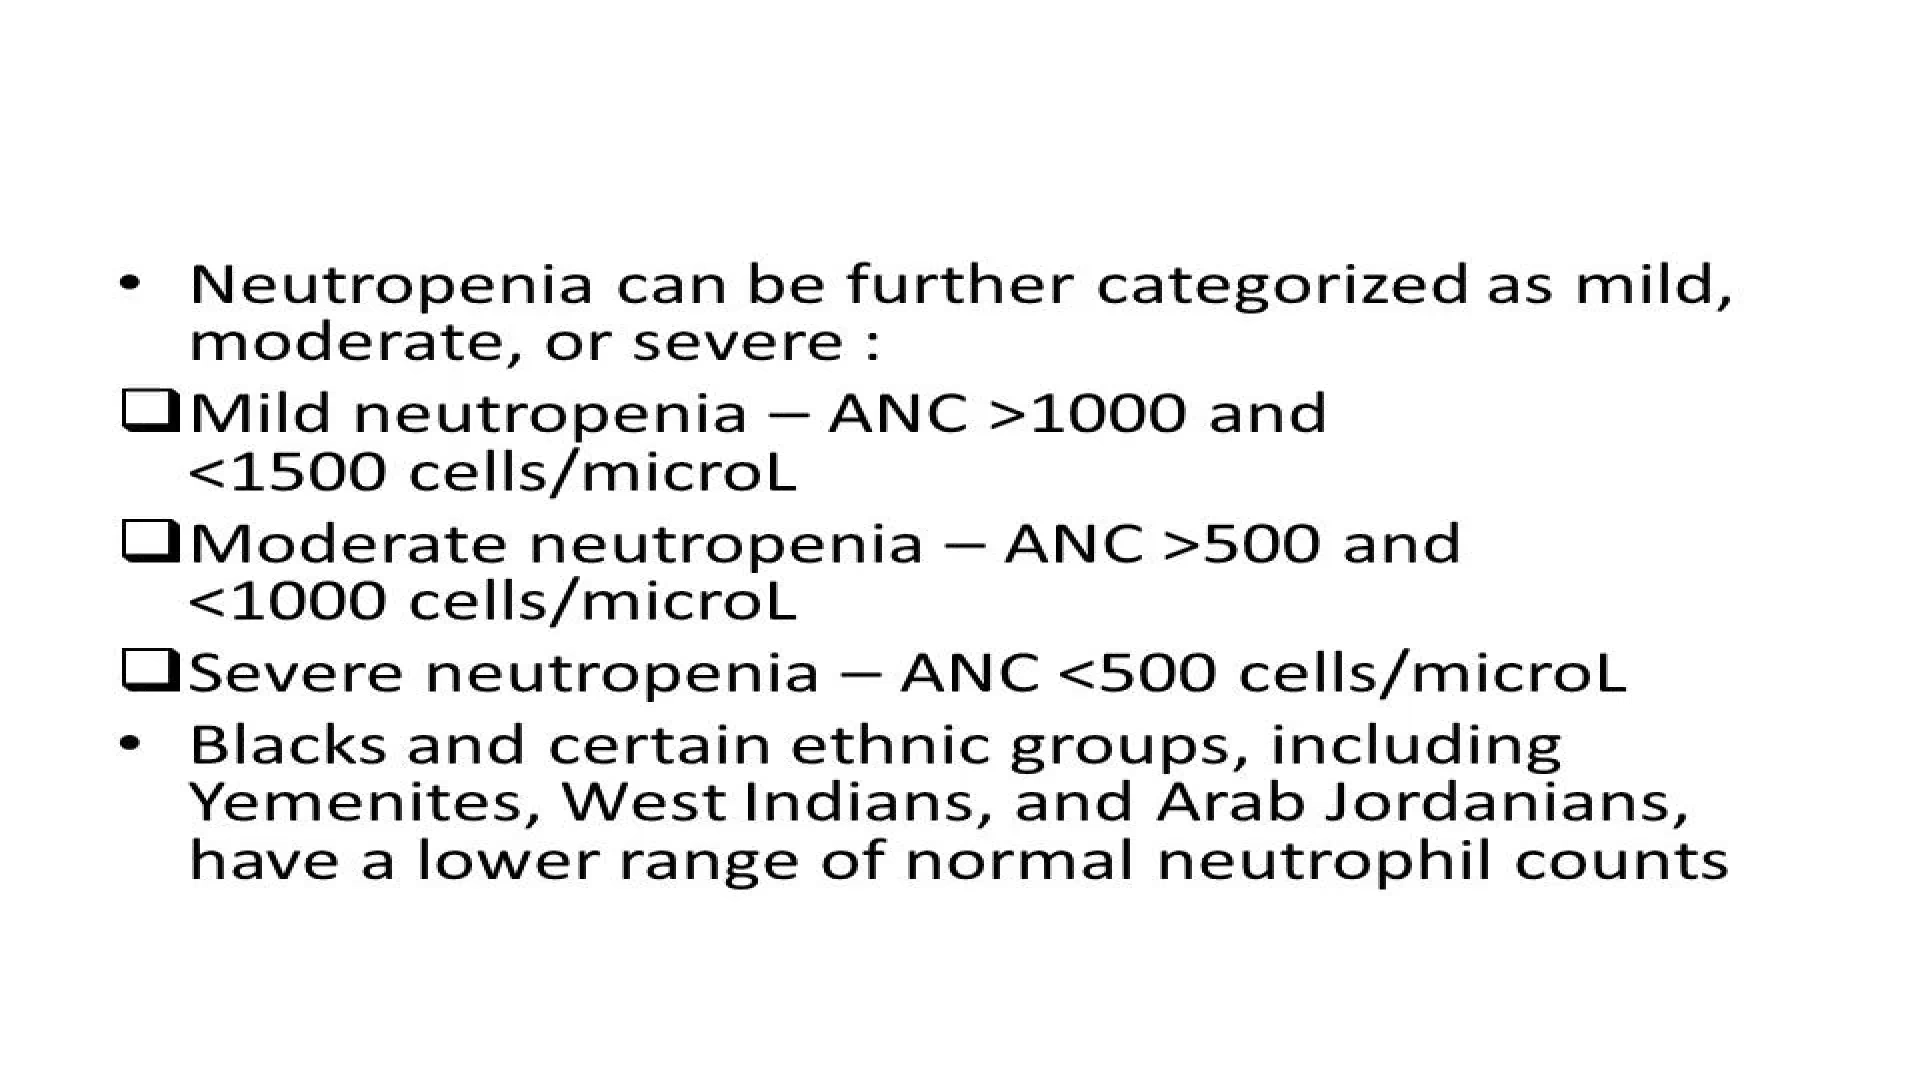 • Neutropenia can be further categorized as mild,
moderate, or severe :
❑Mild neutropenia – ANC >1000 and
<1500 cells/microL
❑Moderate neutropenia – ANC >500 and
<1000 cells/microL
❑Severe neutropenia – ANC <500 cells/microL
• Blacks and certain ethnic groups, including
Yemenites, West Indians, and Arab Jordanians,
have a lower range of normal neutrophil counts